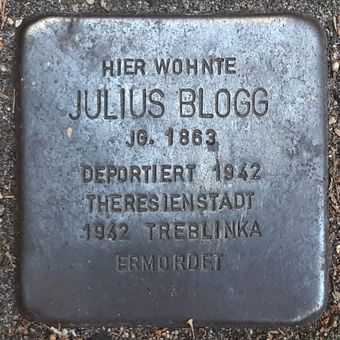 HIER WOHNTE
JULIUS BLOGG
JG. 1863
DEPORTIERT 1942
THERESIENSTADT
1942 TREBLINKA
ERMORDET